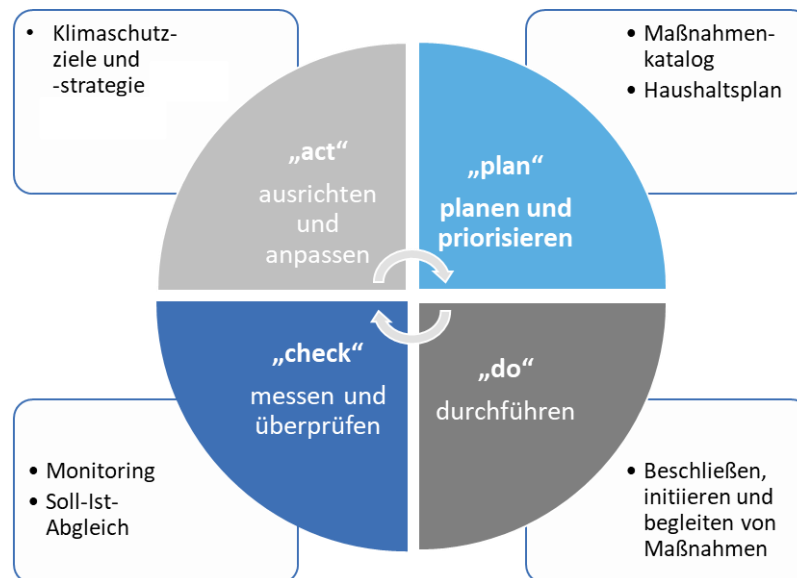 • Klimaschutz-
ziele und
-strategie
• Maßnahmen-
katalog
• Haushaltsplan
„act“
ausrichten
und
anpassen
„plan“
planen und
priorisieren
„check“
messen und
überprüfen
„do“
durchführen
• Monitoring
• Soll-Ist-
Abgleich
• Beschließen,
initiieren und
begleiten von
Maßnahmen